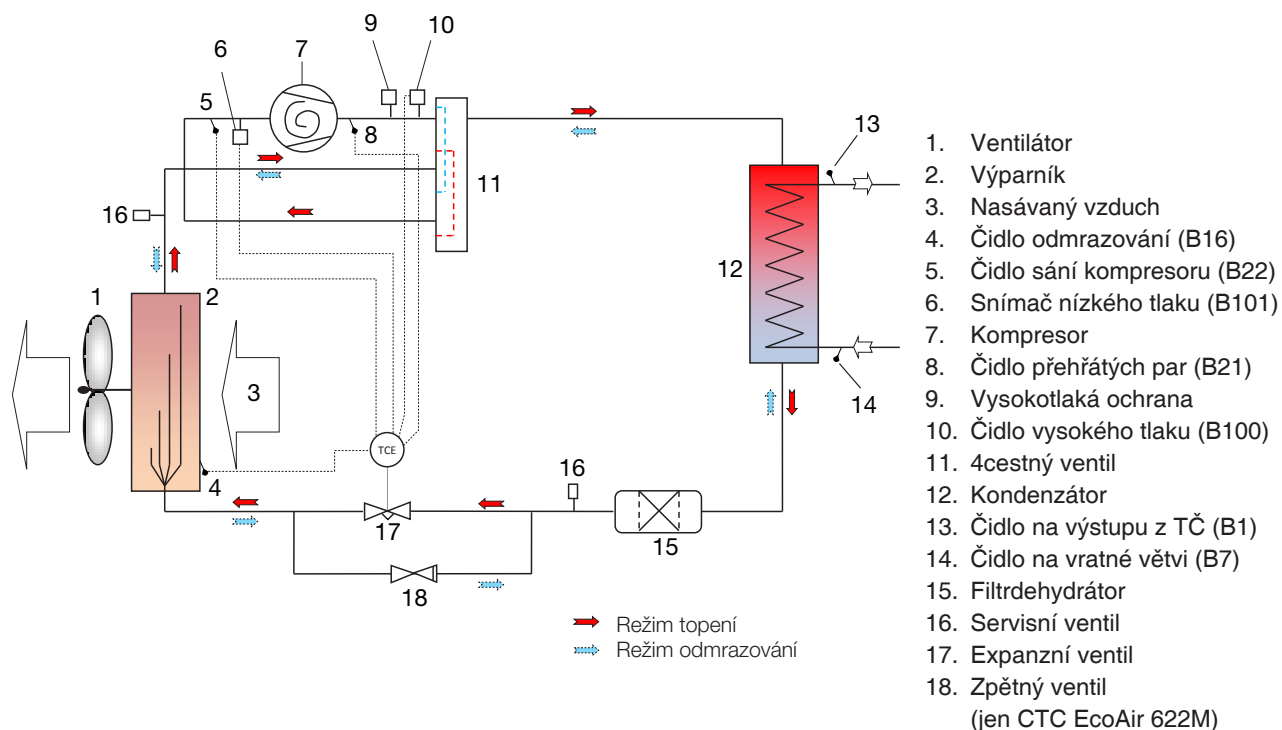 9
10
6
7
5
8
11
13
16
12
1
2
3
14
TCE
4
16
17
15
18
Režim topení
Režim odmrazování
1. Ventilátor
2. Výparník
3. Nasávaný vzduch
4. Čidlo odmrazování (B16)
5. Čidlo sání kompresoru (B22)
6. Snímač nízkého tlaku (B101)
7. Kompresor
8. Čidlo přehřátých par (B21)
9. Vysokotlaká ochrana
10. Čidlo vysokého tlaku (B100)
11. 4cestný ventil
12. Kondenzátor
13. Čidlo na výstupu z TČ (B1)
14. Čidlo na vratné větvi (B7)
15. Filtrdehydrátor
16. Servisní ventil
17. Expanzní ventil
18. Zpětný ventil
(jen CTC EcoAir 622M)